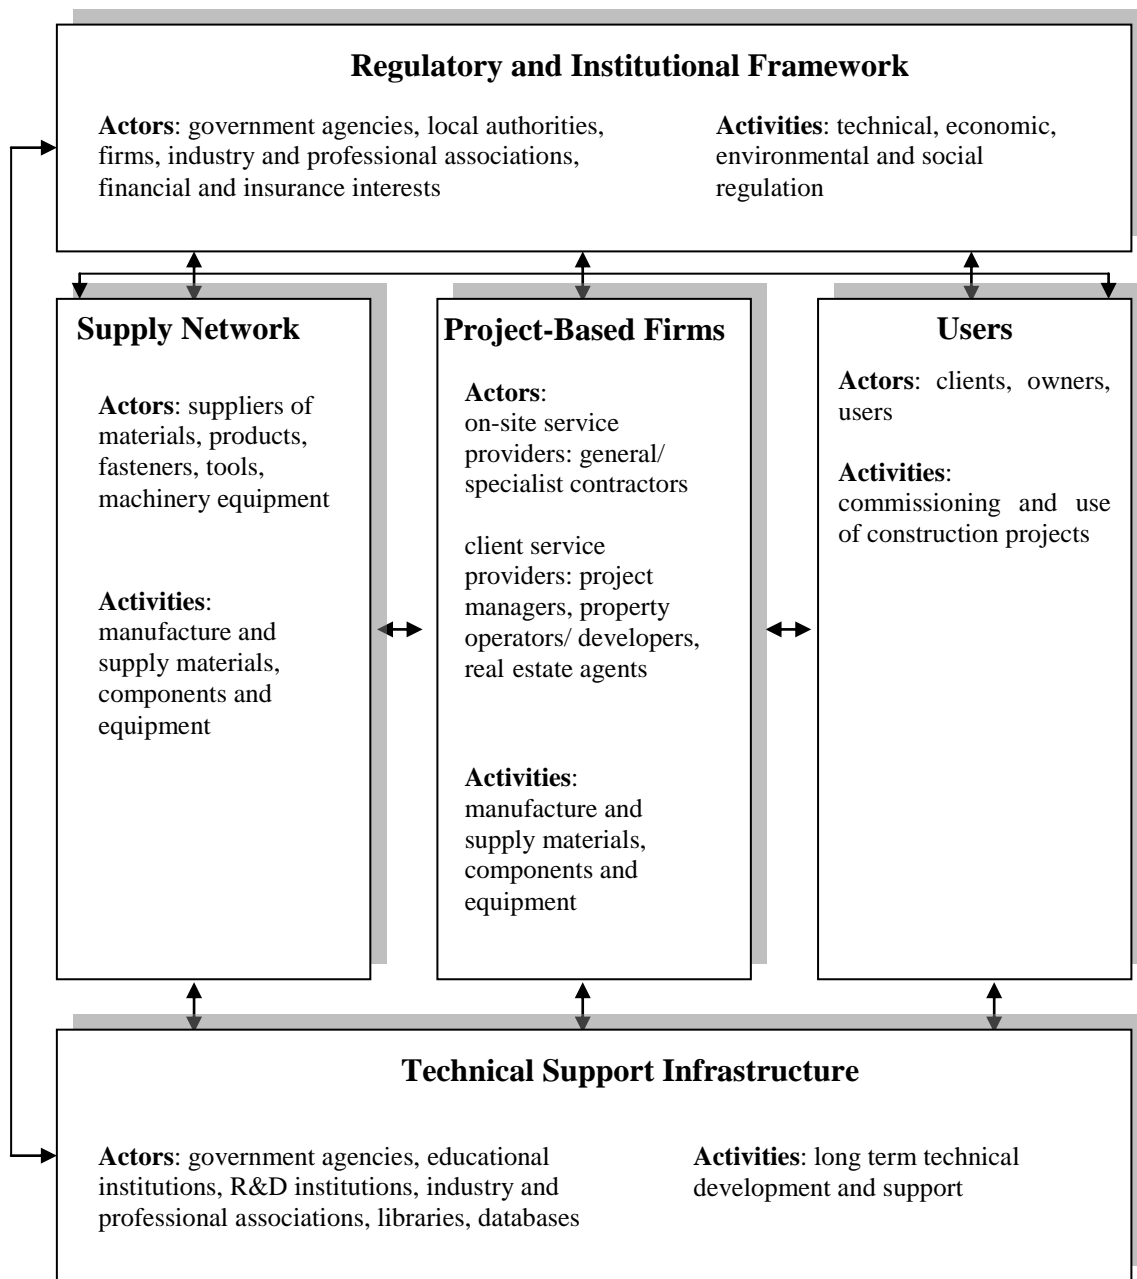 Regulatory and Institutional Framework
Actors: government agencies, local authorities,
firms, industry and professional associations,
financial and insurance interests
Activities: technical, economic,
environmental and social
regulation
Supply Network
Actors: suppliers of
materials, products,
fasteners, tools,
machinery equipment
Activities:
manufacture and
supply materials,
components and
equipment
Project-Based Firms
Actors:
on-site service
providers: general/
specialist contractors
client service
providers: project
managers, property
operators/ developers,
real estate agents
Activities:
manufacture and
supply materials,
components and
equipment
Users
Actors: clients, owners,
users
Activities:
commissioning and use
of construction projects
Technical Support Infrastructure
Actors: government agencies, educational
institutions, R&D institutions, industry and
professional associations, libraries, databases
Activities: long term technical
development and support